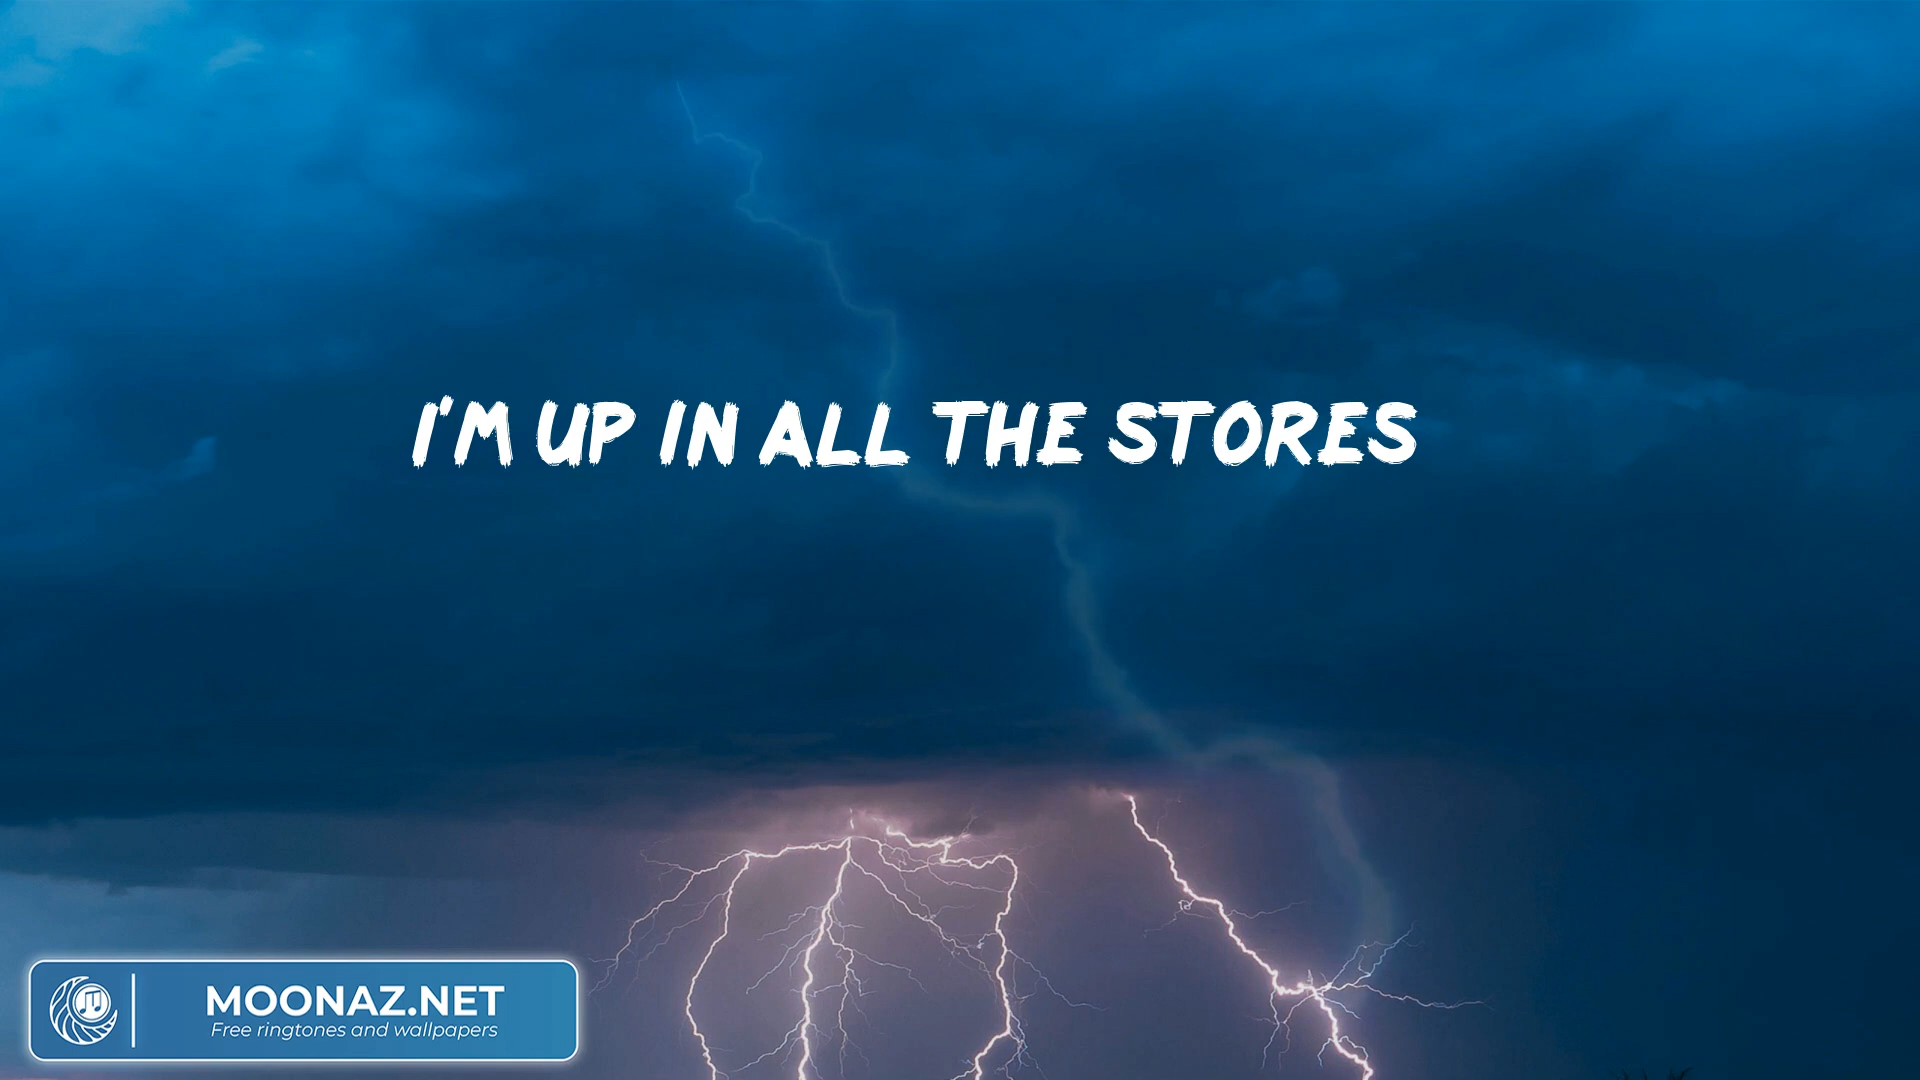 I'M UP IN ALL THE STORES
MOONAZ.NET
Free ringtones and wallpapers